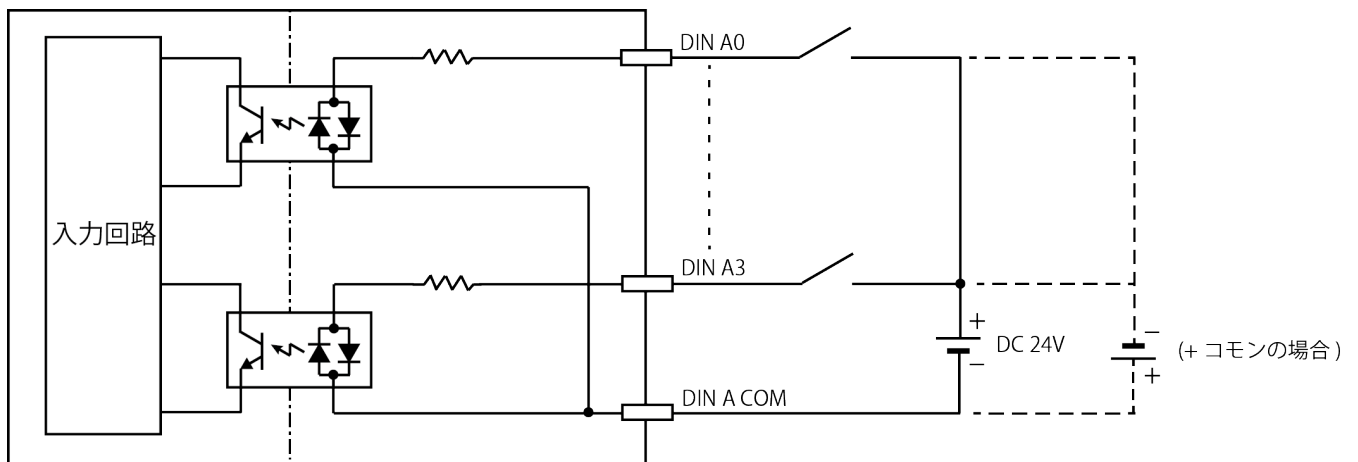 DIN A0
入力回路
DIN A3
+
DC 24V
−
−
(+ コモンの場合 )
+
DIN A COM